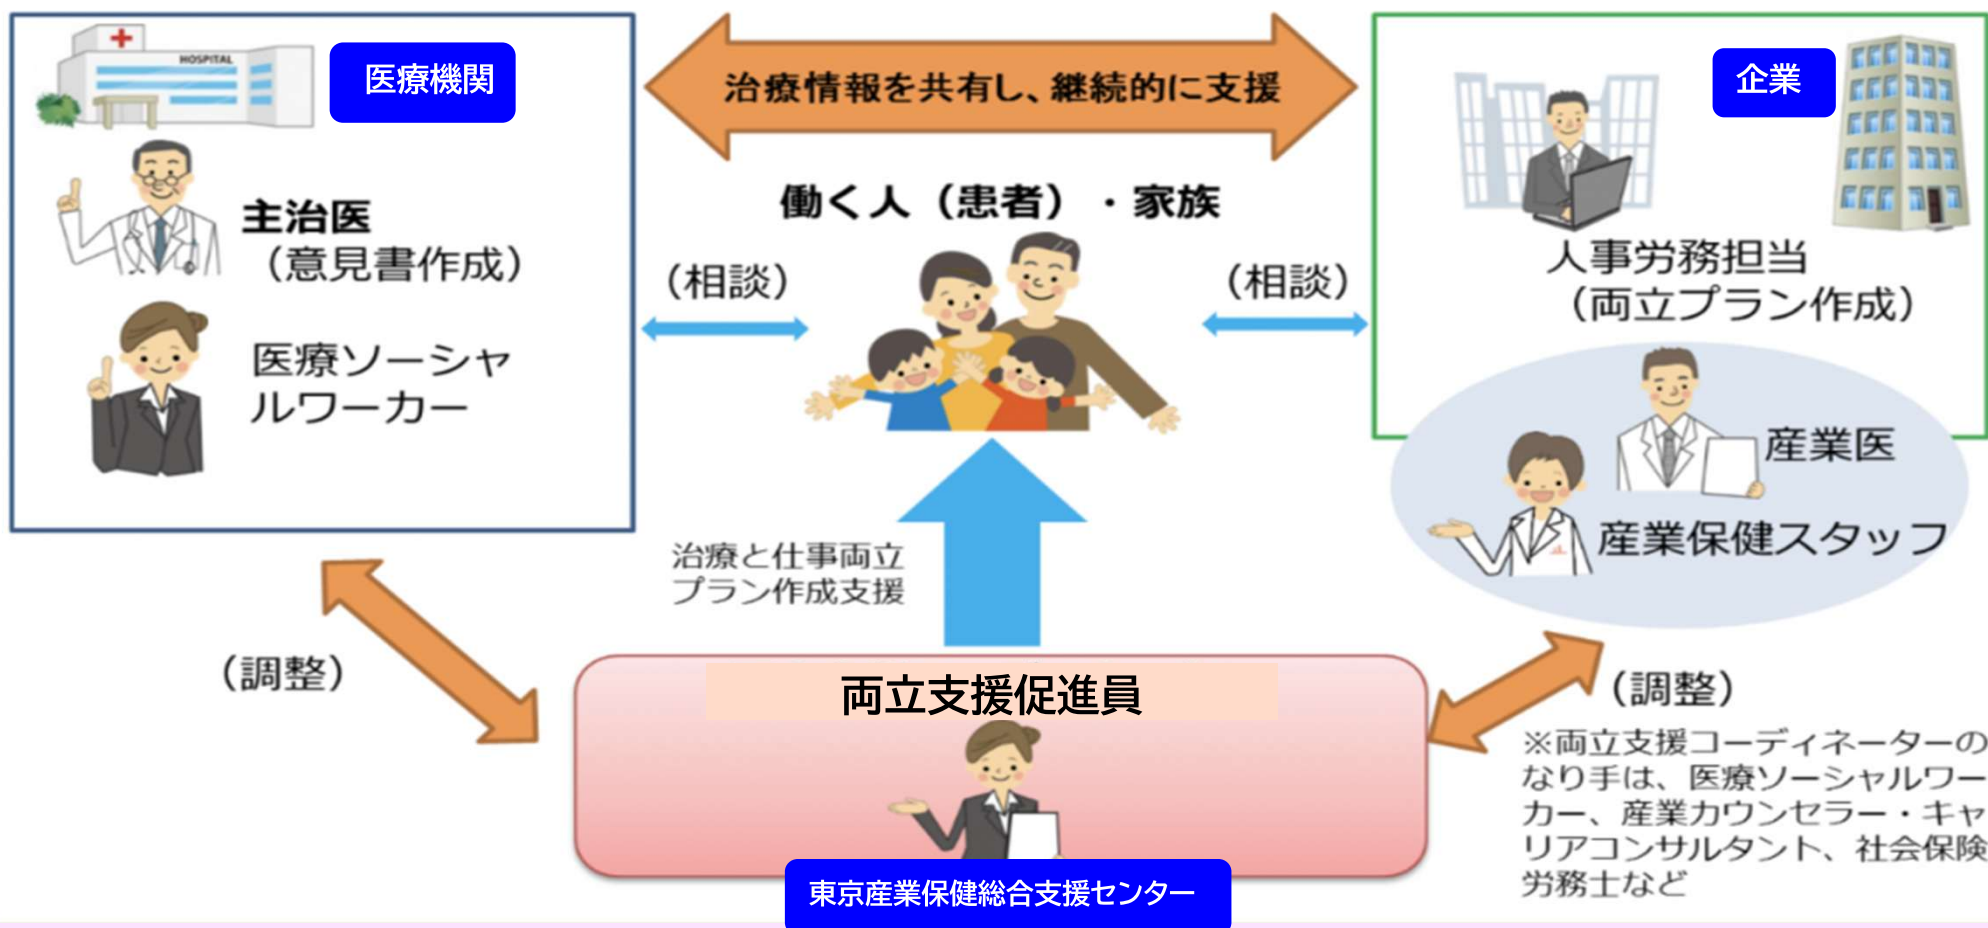 HOSPITAL
医療機関
主治医
（意見書作成）
医療ソーシャ
ルワーカー
治療情報を共有し、継続的に支援
働く人（患者）・家族
（相談）
（相談）
企業
人事労務担当
（両立プラン作成）
産業医
産業保健スタッフ
治療と仕事両立
プラン作成支援
（調整）
両立支援促進員
東京産業保健総合支援センター
（調整）
※両立支援コーディネーターの
なり手は、医療ソーシャルワー
カー、産業カウンセラー・キャ
リアコンサルタント、社会保険
労務士など